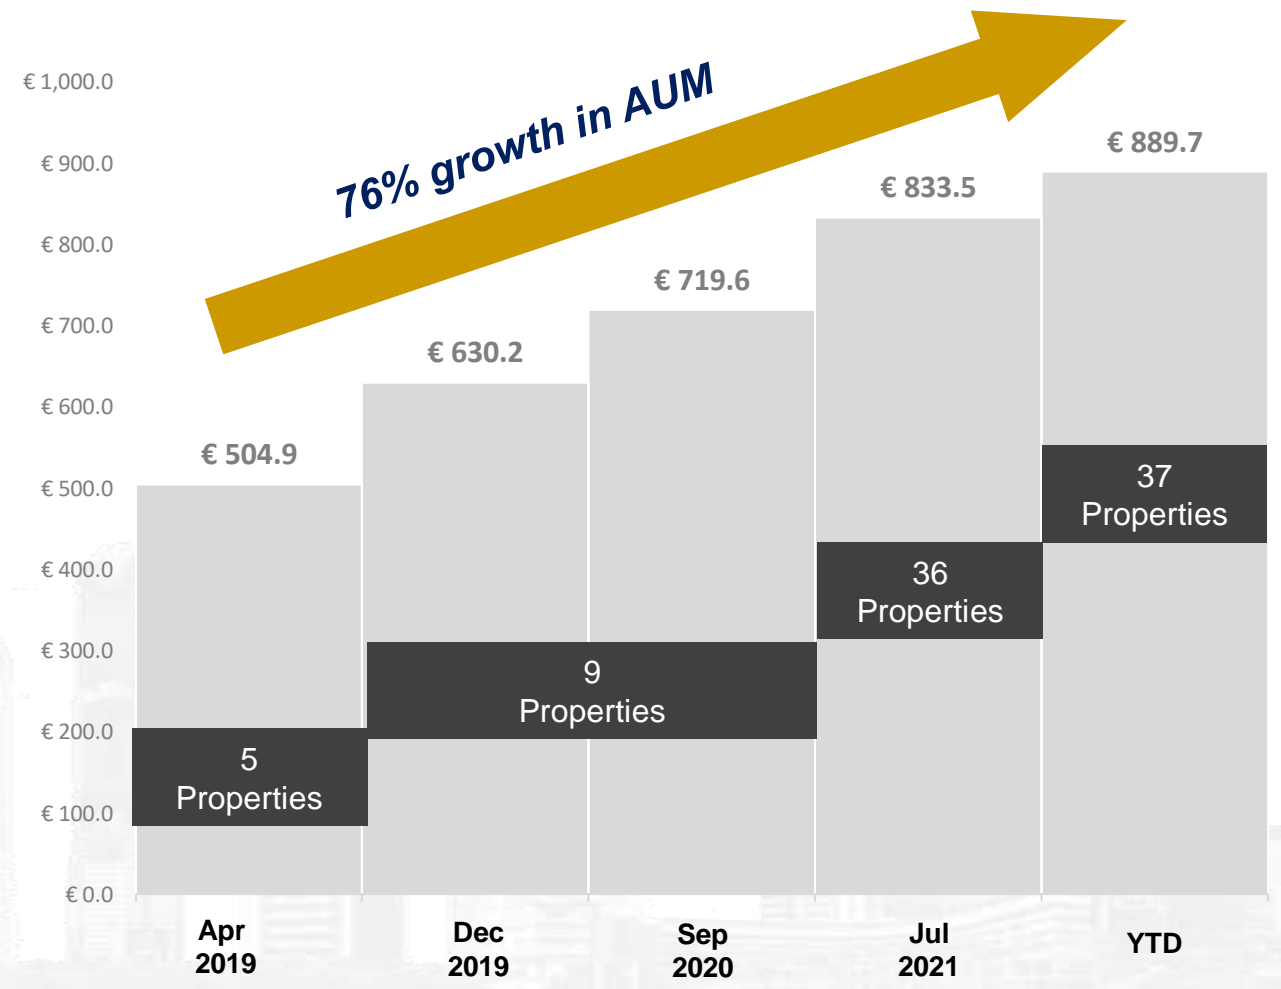 76% growth in AUM
€ 1,000.0
€ 900.0
€ 800.0
€ 700.0
€ 600.0
€ 500.0
€ 400.0
€ 300.0
€ 200.0
€ 100.0
€ 0.0
€ 504.9
€ 630.2
€ 719.6
€ 833.5
€ 889.7
5
Properties
9
Properties
36
Properties
37
Properties
Apr
2019
Dec
2019
Sep
2020
Jul
2021
YTD